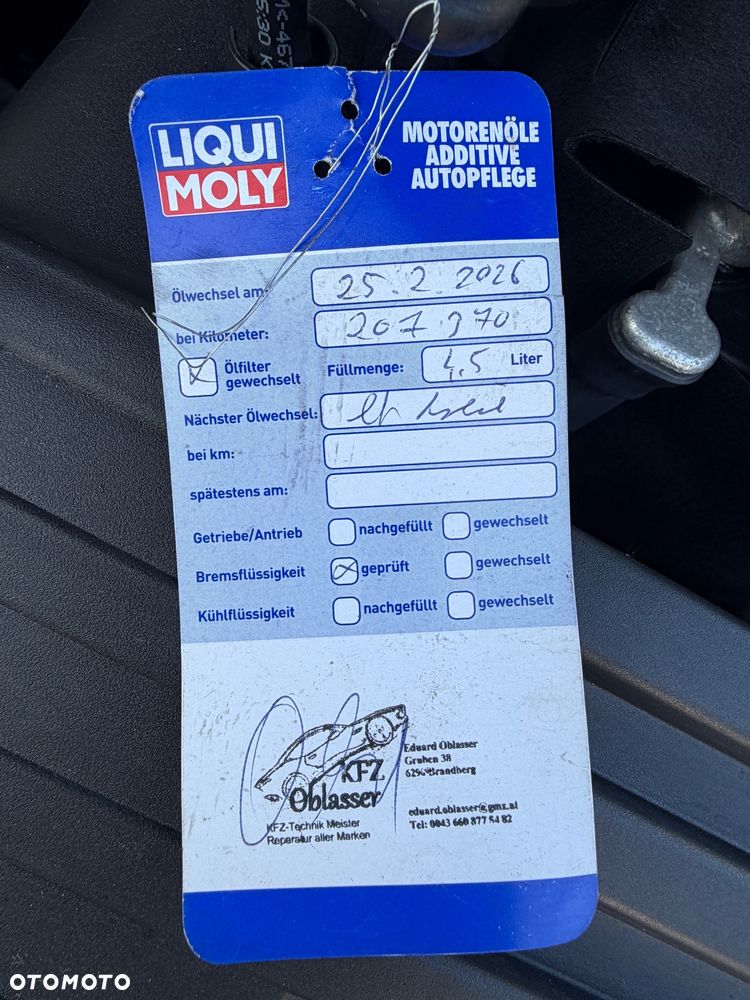 LIQUI
MOLY
MOTORENÖLE
ADDITIVE
AUTOPFLEGE
Ölwechsel am: 25.2.2026
bei Kilometer: 207.970
Ölfilter
gewechselt
Füllmenge: 4,5 Liter
Nächster Ölwechsel:
bei km:
spätestens am:
Getriebe/Antrieb nachgefüllt gewechselt
Bremsflüssigkeit geprüft gewechselt
Kühlflüssigkeit nachgefüllt gewechselt
KFZ
Oblasser
KFZ-Technik Meister
Reparatur aller Marken
Eduard Oblasser
Gruben 38
Brandberg
eduard.oblasser@gmx.at
Tel: 0043 660 877 54 82
OTOMOTO